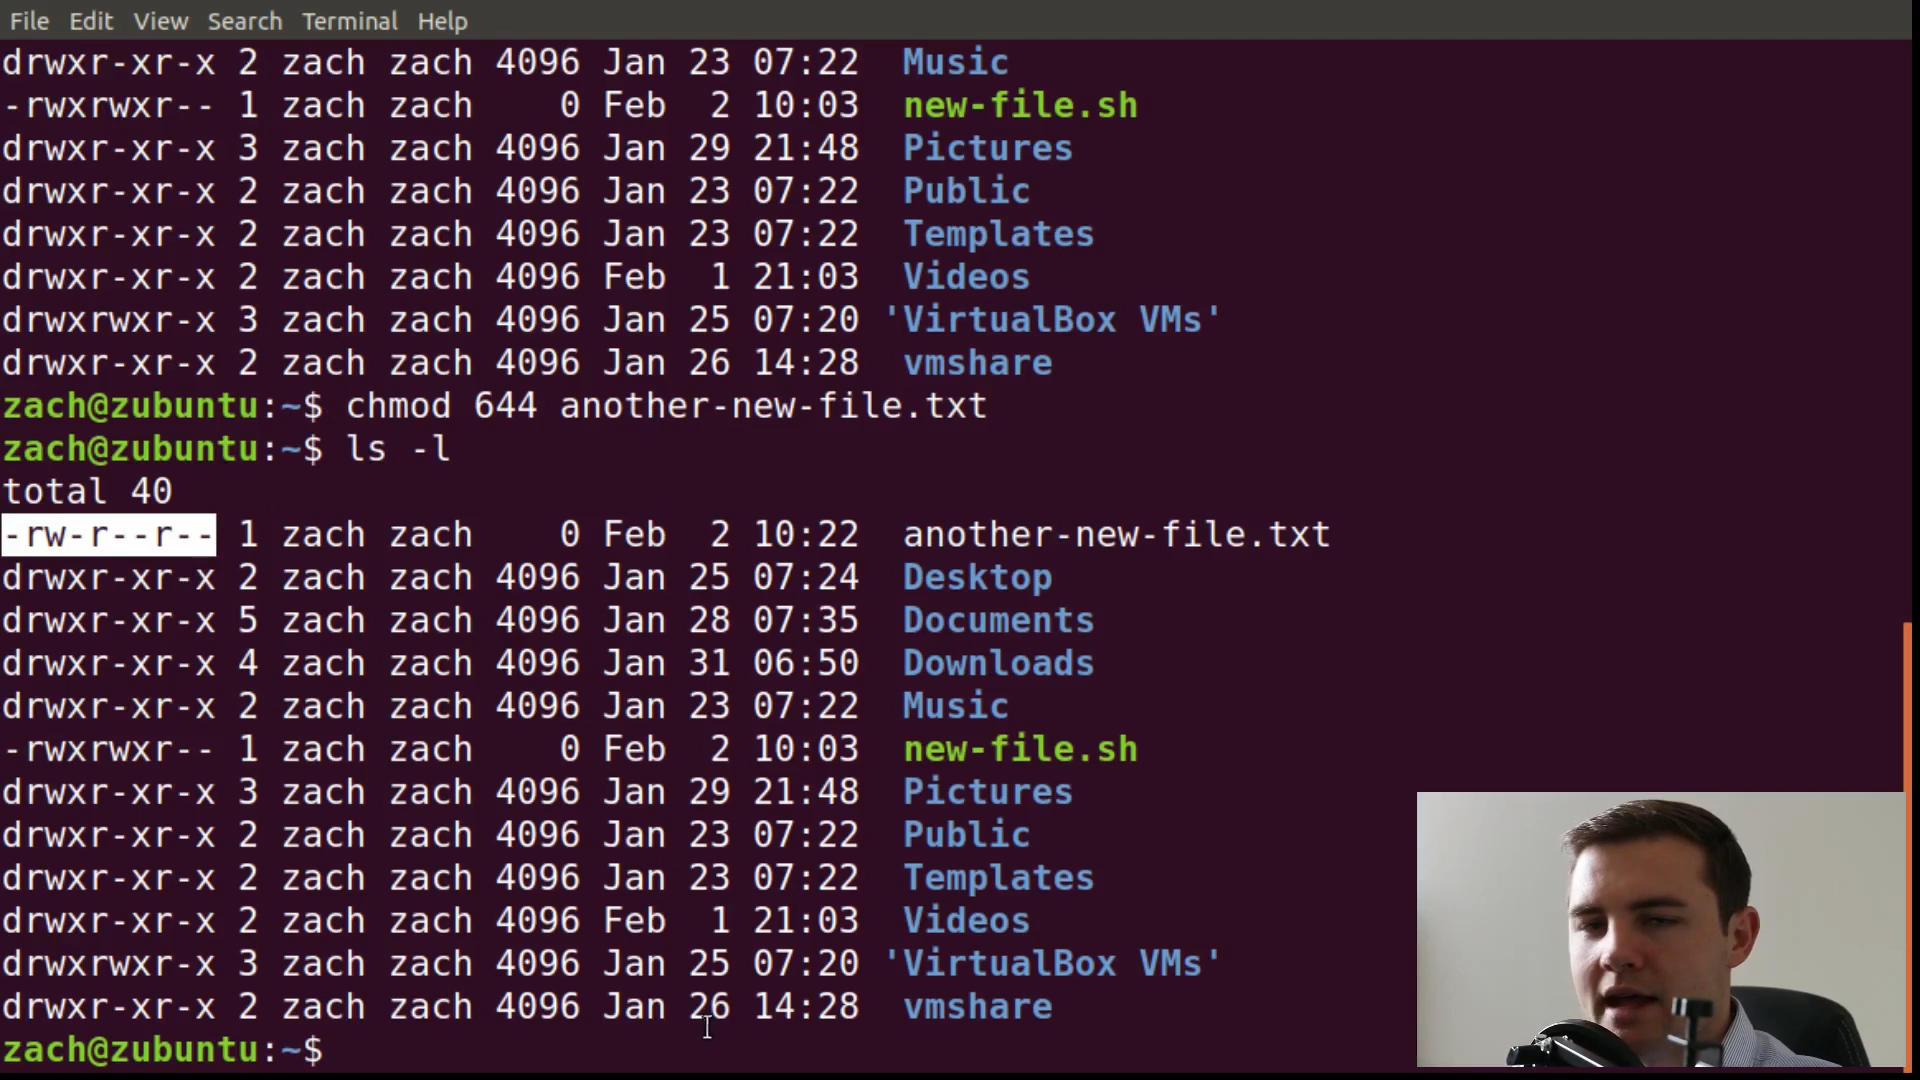 File Edit View Search Terminal Help
drwxr-xr-x 2 zach zach 4096 Jan 23 07:22  Music
-rwxrwxr-- 1 zach zach    0 Feb  2 10:03  new-file.sh
drwxr-xr-x 3 zach zach 4096 Jan 29 21:48  Pictures
drwxr-xr-x 2 zach zach 4096 Jan 23 07:22  Public
drwxr-xr-x 2 zach zach 4096 Jan 23 07:22  Templates
drwxr-xr-x 2 zach zach 4096 Feb  1 21:03  Videos
drwxrwxr-x 3 zach zach 4096 Jan 25 07:20 'VirtualBox VMs'
drwxr-xr-x 2 zach zach 4096 Jan 26 14:28  vmshare
zach@zubuntu:~$ chmod 644 another-new-file.txt
zach@zubuntu:~$ ls -l
total 40
-rw-r--r-- 1 zach zach    0 Feb  2 10:22  another-new-file.txt
drwxr-xr-x 2 zach zach 4096 Jan 25 07:24  Desktop
drwxr-xr-x 5 zach zach 4096 Jan 28 07:35  Documents
drwxr-xr-x 4 zach zach 4096 Jan 31 06:50  Downloads
drwxr-xr-x 2 zach zach 4096 Jan 23 07:22  Music
-rwxrwxr-- 1 zach zach    0 Feb  2 10:03  new-file.sh
drwxr-xr-x 3 zach zach 4096 Jan 29 21:48  Pictures
drwxr-xr-x 2 zach zach 4096 Jan 23 07:22  Public
drwxr-xr-x 2 zach zach 4096 Jan 23 07:22  Templates
drwxr-xr-x 2 zach zach 4096 Feb  1 21:03  Videos
drwxrwxr-x 3 zach zach 4096 Jan 25 07:20 'VirtualBox VMs'
drwxr-xr-x 2 zach zach 4096 Jan 26 14:28  vmshare
zach@zubuntu:~$